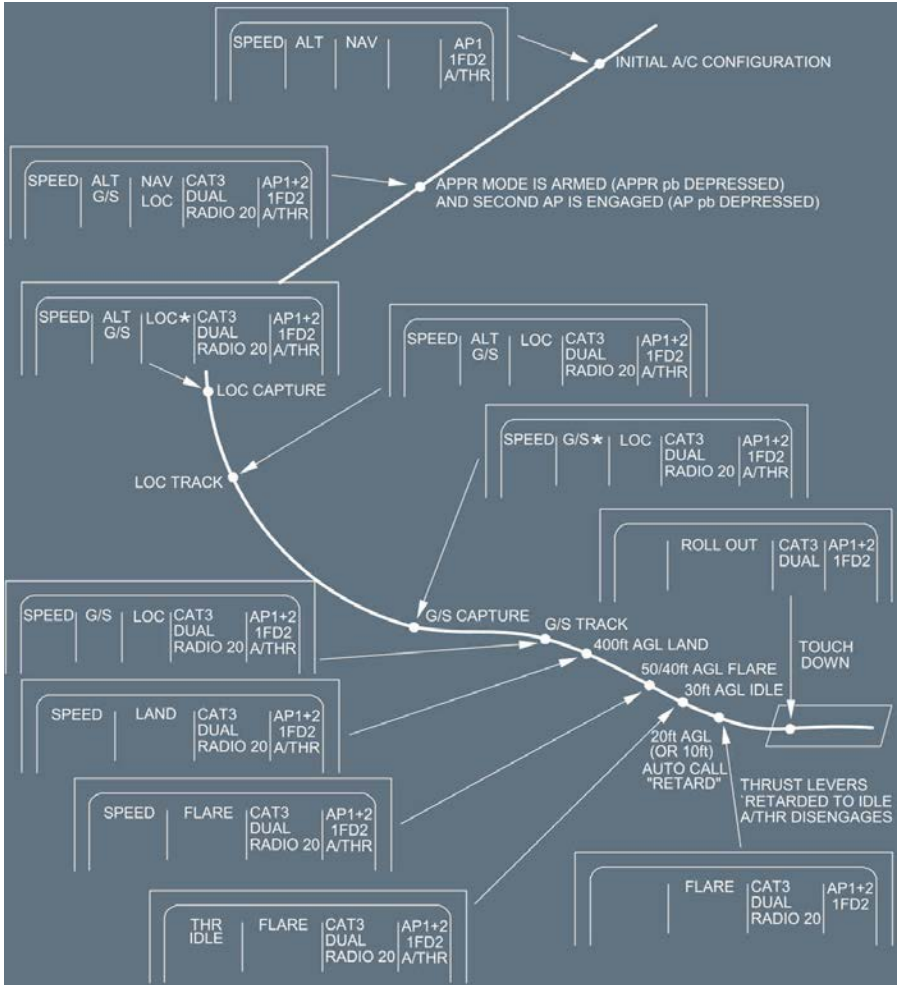 SPEED ALT NAV AP1
1FD2
A/THR
INITIAL A/C CONFIGURATION
SPEED ALT NAV CAT3 AP1+2
G/S LOC DUAL 1FD2
RADIO 20 A/THR
APPR MODE IS ARMED (APPR pb DEPRESSED)
AND SECOND AP IS ENGAGED (AP pb DEPRESSED)
SPEED ALT LOC* CAT3 AP1+2
G/S DUAL 1FD2
RADIO 20 A/THR
LOC CAPTURE
SPEED ALT LOC CAT3 AP1+2
G/S DUAL 1FD2
RADIO 20 A/THR
LOC TRACK
SPEED G/S* LOC CAT3 AP1+2
DUAL 1FD2
RADIO 20 A/THR
G/S CAPTURE
ROLL OUT CAT3 AP1+2
DUAL 1FD2
TOUCH
DOWN
SPEED G/S LOC CAT3 AP1+2
DUAL 1FD2
RADIO 20 A/THR
G/S TRACK
400ft AGL LAND
SPEED LAND CAT3 AP1+2
DUAL 1FD2
RADIO 20 A/THR
50/40ft AGL FLARE
SPEED FLARE CAT3 AP1+2
DUAL 1FD2
RADIO 20 A/THR
30ft AGL IDLE
THR FLARE CAT3 AP1+2
IDLE DUAL 1FD2
RADIO 20 A/THR
20ft AGL
(OR 10ft)
AUTO CALL
"RETARD"
THRUST LEVERS
`RETARDED TO IDLE
A/THR DISENGAGES
FLARE CAT3 AP1+2
DUAL 1FD2
RADIO 20